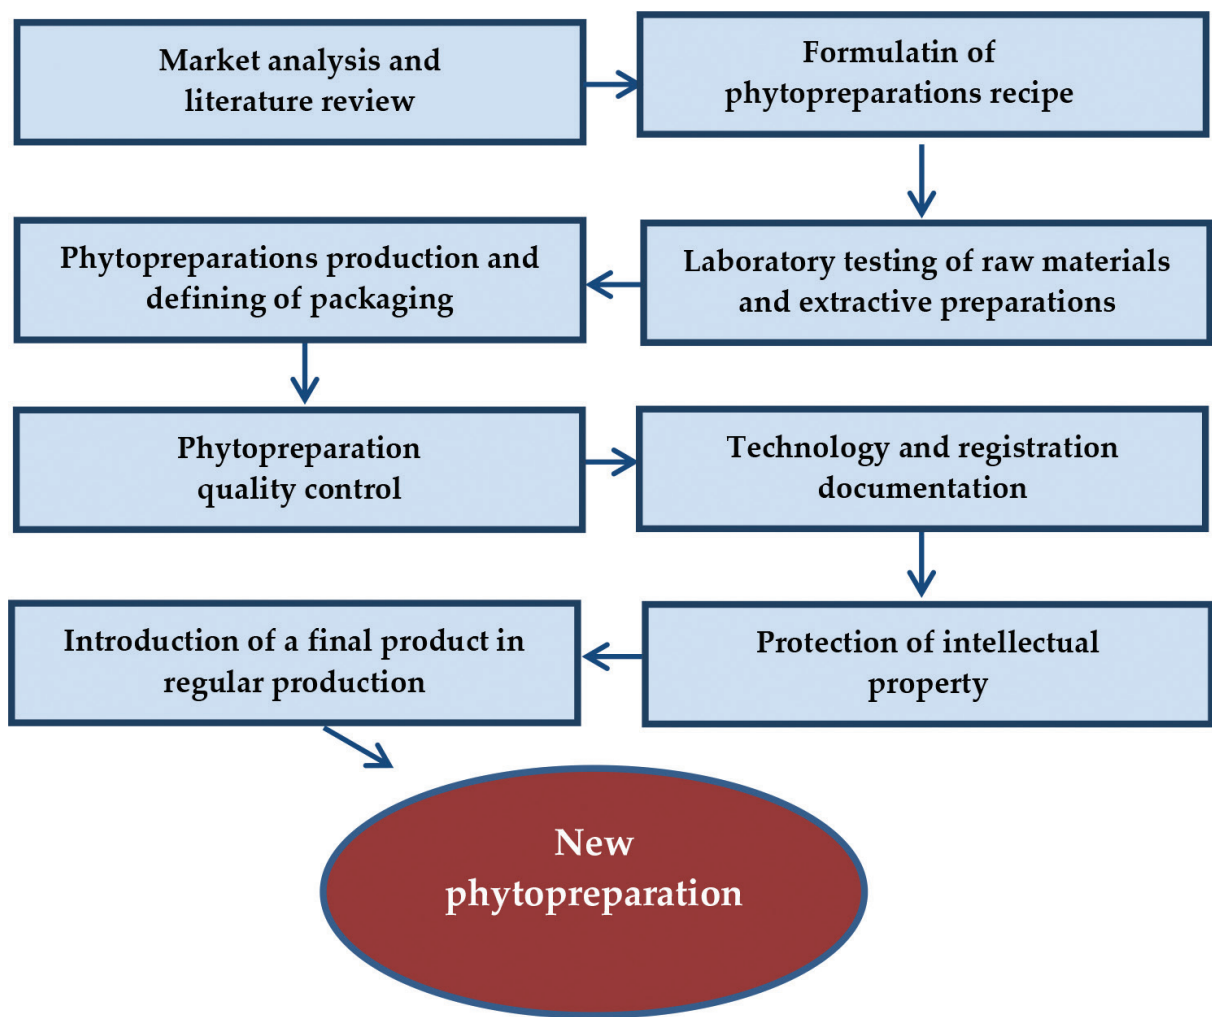 Market analysis and
literature review
Formulatin of
phytopreparations recipe
Laboratory testing of raw materials
and extractive preparations
Phytopreparations production and
defining of packaging
Phytopreparation
quality control
Technology and registration
documentation
Protection of intellectual
property
Introduction of a final product in
regular production
New
phytopreparation